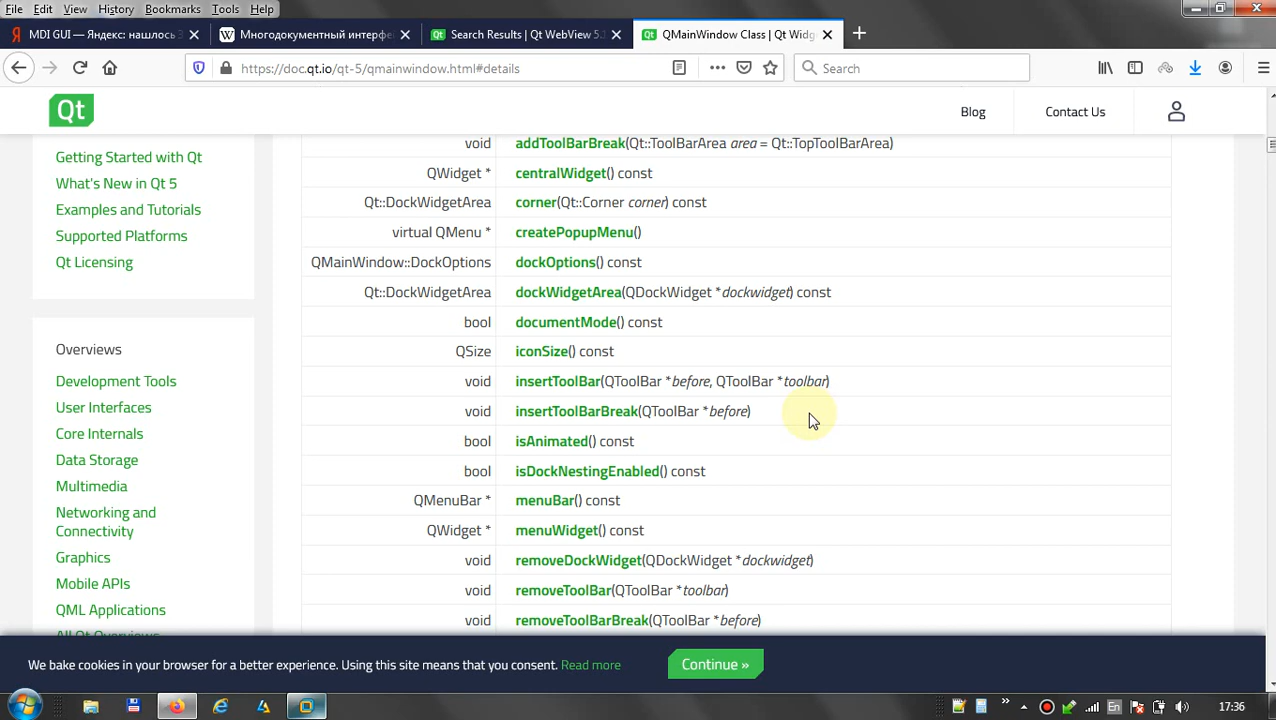 File Edit View History Bookmarks Tools Help
MDI GUI — Яндекс: нашлось
Многодокументный интерфе
Search Results | Qt WebView 5.
QMainWindow Class | Qt Widg
https://doc.qt.io/qt-5/qmainwindow.html#details
Search
Qt
Blog
Contact Us
Getting Started with Qt
What's New in Qt 5
Examples and Tutorials
Supported Platforms
Qt Licensing
Overviews
Development Tools
User Interfaces
Core Internals
Data Storage
Multimedia
Networking and
Connectivity
Graphics
Mobile APIs
QML Applications
All Qt Overviews
void addToolBarBreak(Qt::ToolBarArea area = Qt::TopToolBarArea)
QWidget * centralWidget() const
Qt::DockWidgetArea corner(Qt::Corner corner) const
virtual QMenu * createPopupMenu()
QMainWindow::DockOptions dockOptions() const
Qt::DockWidgetArea dockWidgetArea(QDockWidget *dockwidget) const
bool documentMode() const
QSize iconSize() const
void insertToolBar(QToolBar *before, QToolBar *toolbar)
void insertToolBarBreak(QToolBar *before)
bool isAnimated() const
bool isDockNestingEnabled() const
QMenuBar * menuBar() const
QWidget * menuWidget() const
void removeDockWidget(QDockWidget *dockwidget)
void removeToolBar(QToolBar *toolbar)
void removeToolBarBreak(QToolBar *before)
We bake cookies in your browser for a better experience. Using this site means that you consent. Read more
Continue »
En
17:36